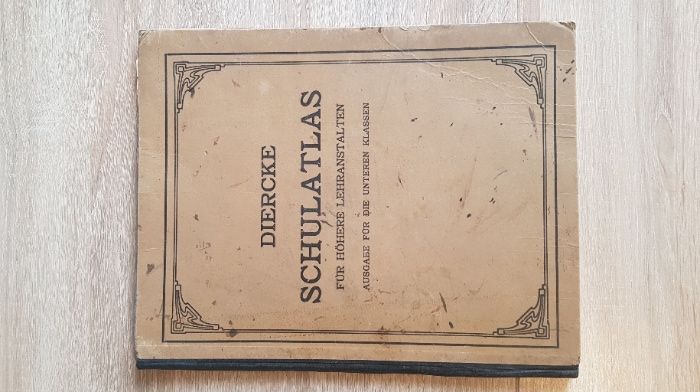 DIERCKE
SCHULATLAS
FÜR HÖHERE LEHRANSTALTEN
AUSGABE FÜR DIE UNTEREN KLASSEN